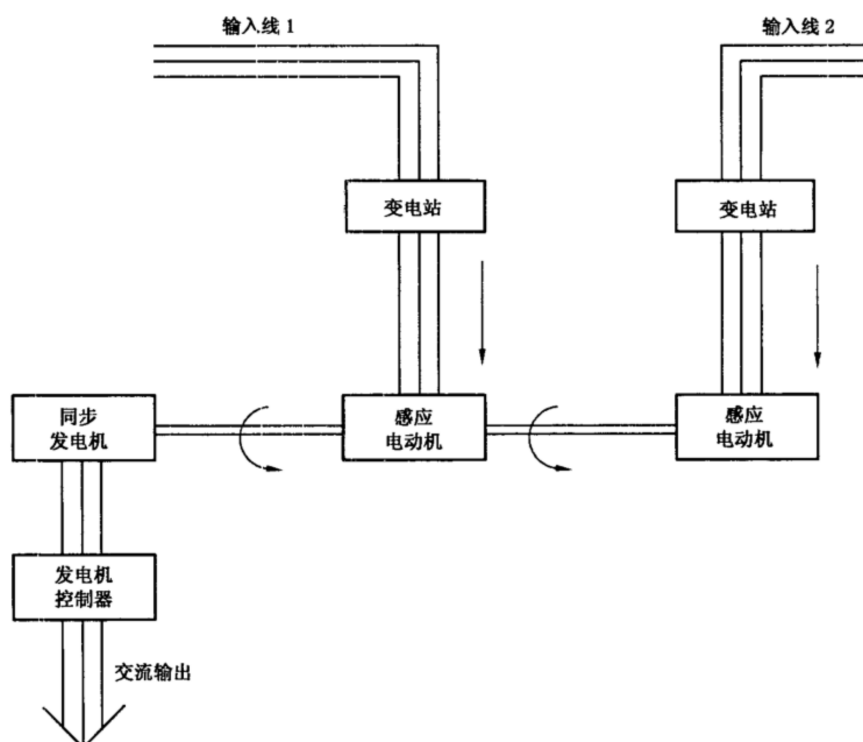 输入线 1
输入线 2
变电站
变电站
同步
发电机
感应
电动机
感应
电动机
发电机
控制器
交流输出